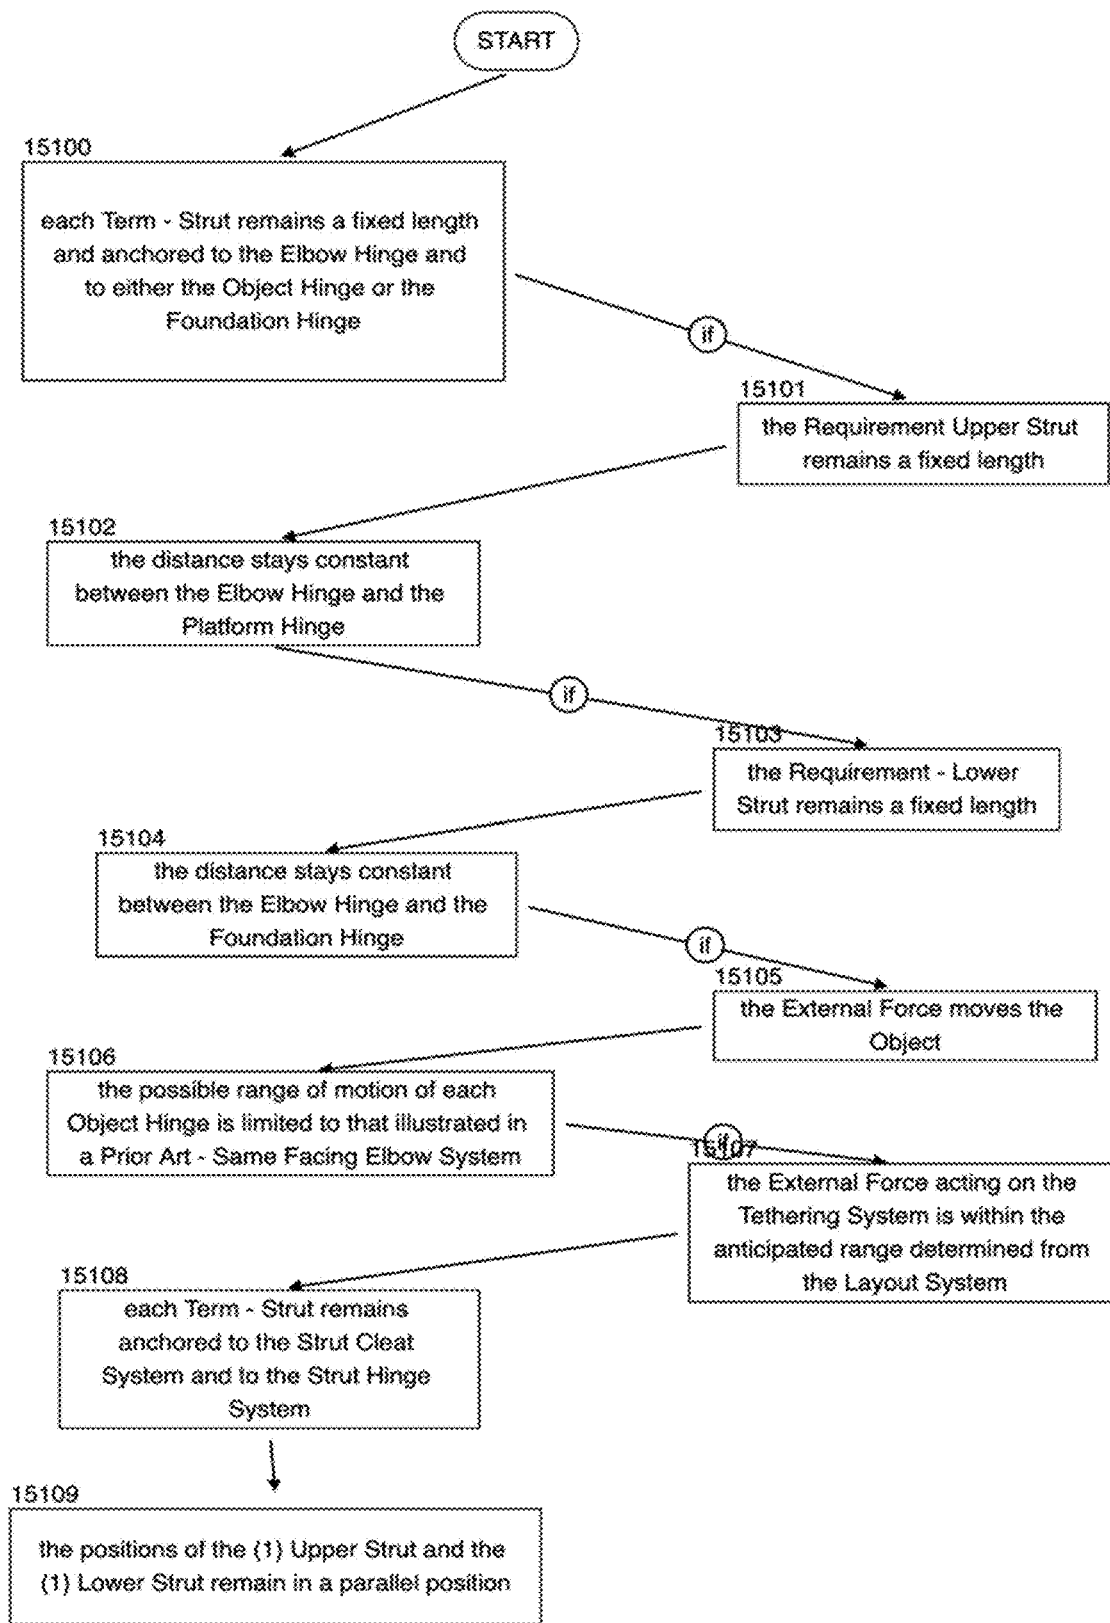 START
15100
each Term - Strut remains a fixed length
and anchored to the Elbow Hinge and
to either the Object Hinge or the
Foundation Hinge
if
15101
the Requirement Upper Strut
remains a fixed length
15102
the distance stays constant
between the Elbow Hinge and the
Platform Hinge
if
15103
the Requirement - Lower
Strut remains a fixed length
15104
the distance stays constant
between the Elbow Hinge and the
Foundation Hinge
if
15105
the External Force moves the
Object
15106
the possible range of motion of each
Object Hinge is limited to that illustrated in
a Prior Art - Same Facing Elbow System
if
15107
the External Force acting on the
Tethering System is within the
anticipated range determined from
the Layout System
15108
each Term - Strut remains
anchored to the Strut Cleat
System and to the Strut Hinge
System
15109
the positions of the (1) Upper Strut and the
(1) Lower Strut remain in a parallel position